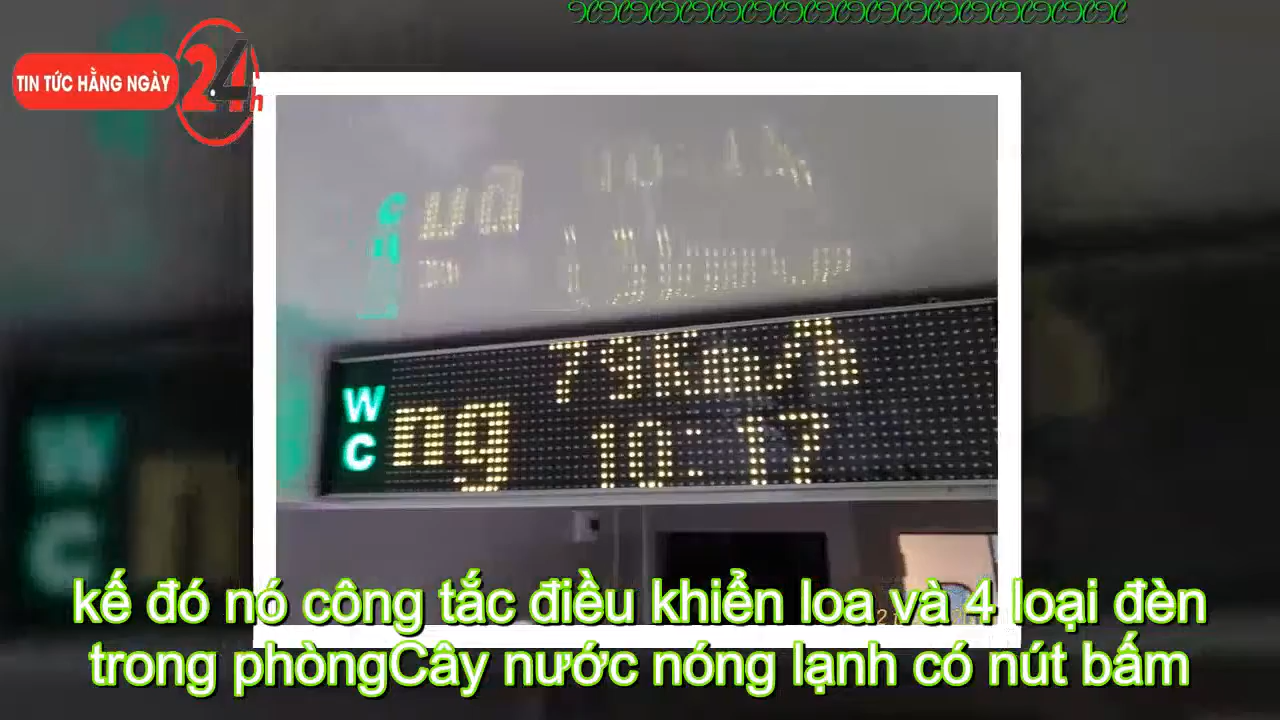 TIN TỨC HẰNG NGÀY
24h
79km/h
W
C
ng
10:17
kế đó nó công tắc điều khiển loa và 4 loại đèn
trong phòngCây nước nóng lạnh có nút bấm